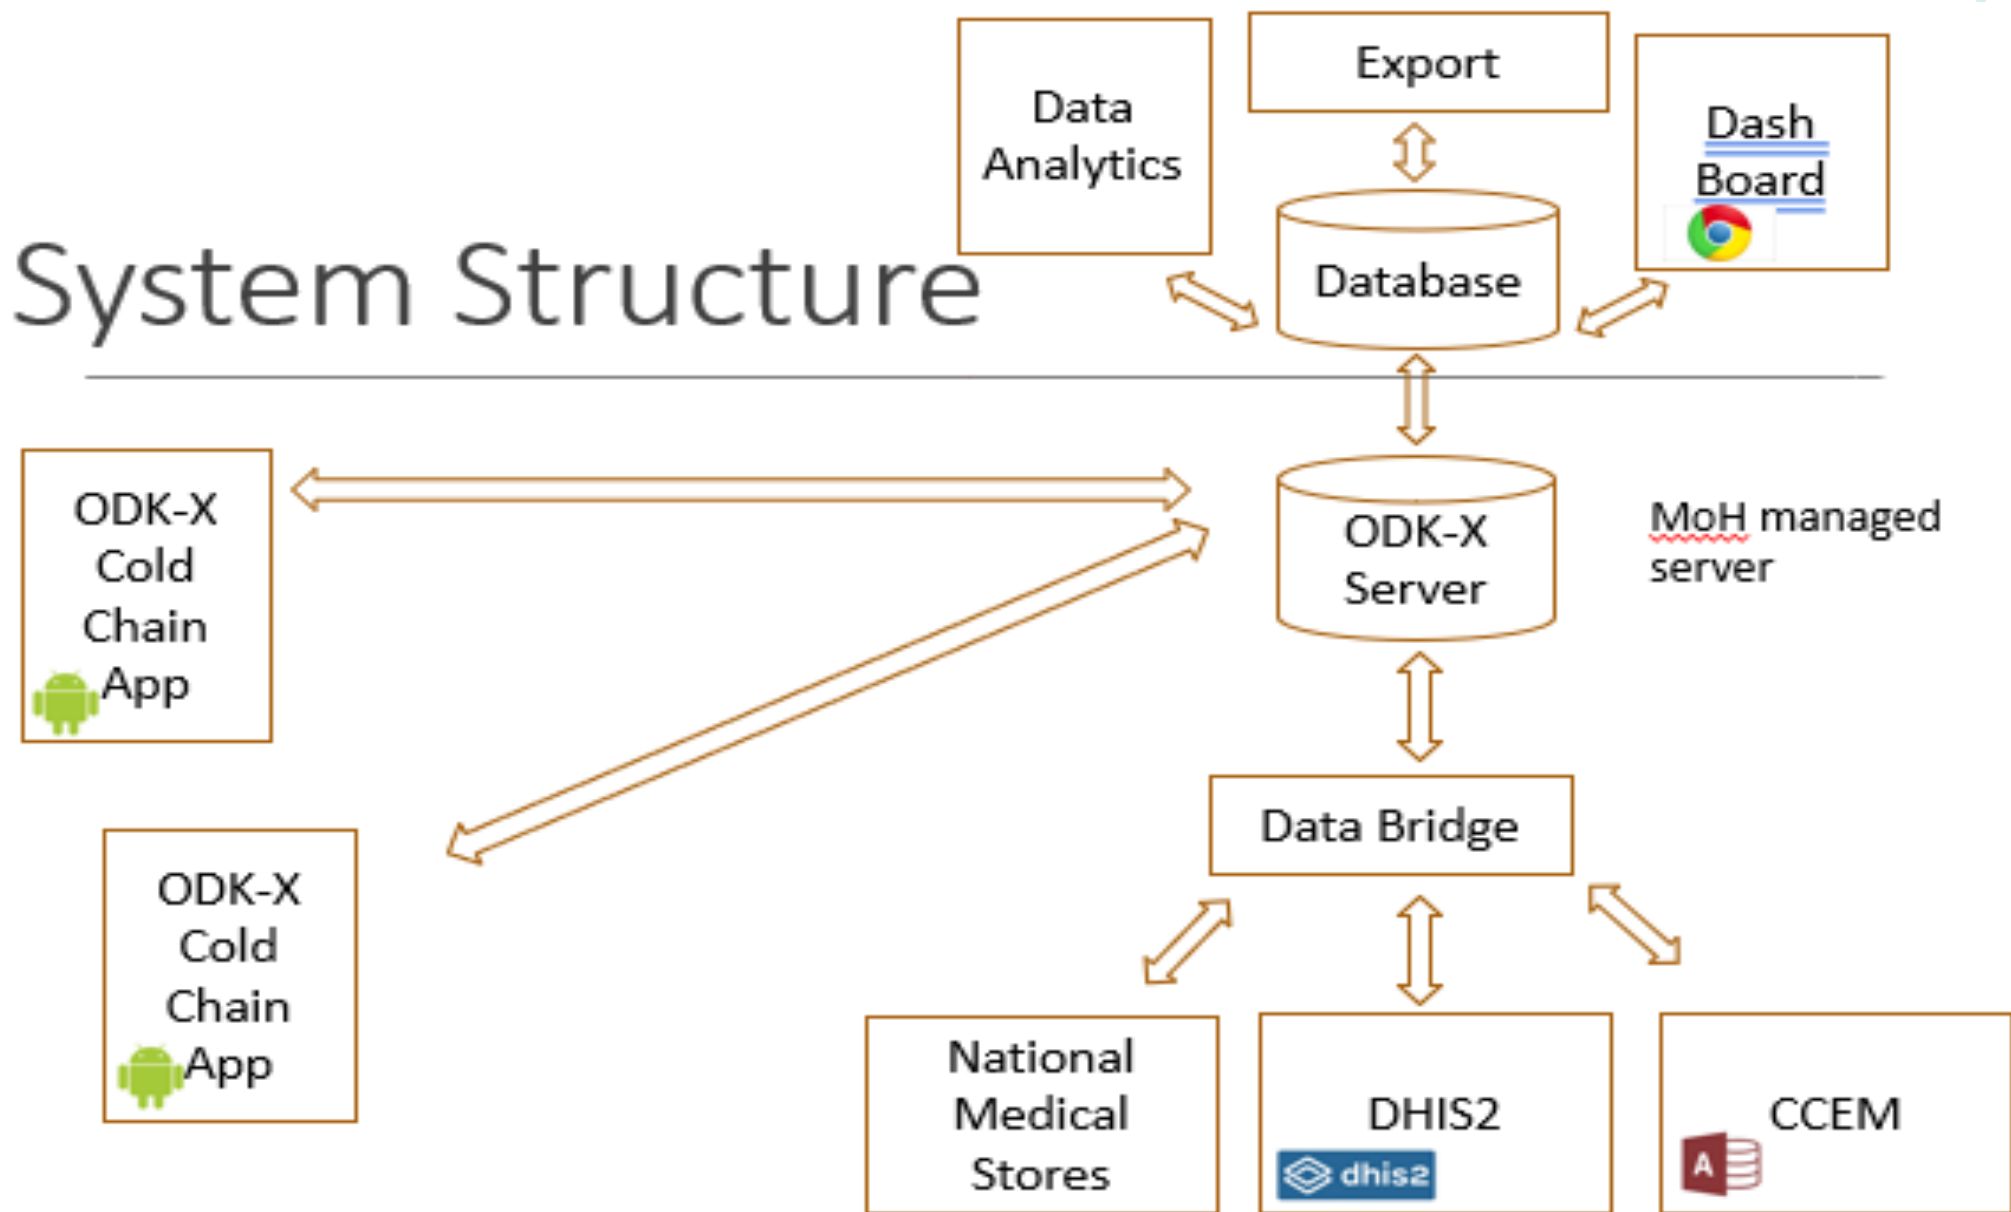 System Structure
Data
Analytics
Export
Dash
Board
Database
ODK-X
Cold
Chain
App
ODK-X
Server
MoH managed
server
Data Bridge
ODK-X
Cold
Chain
App
National
Medical
Stores
DHIS2
dhis2
CCEM
A